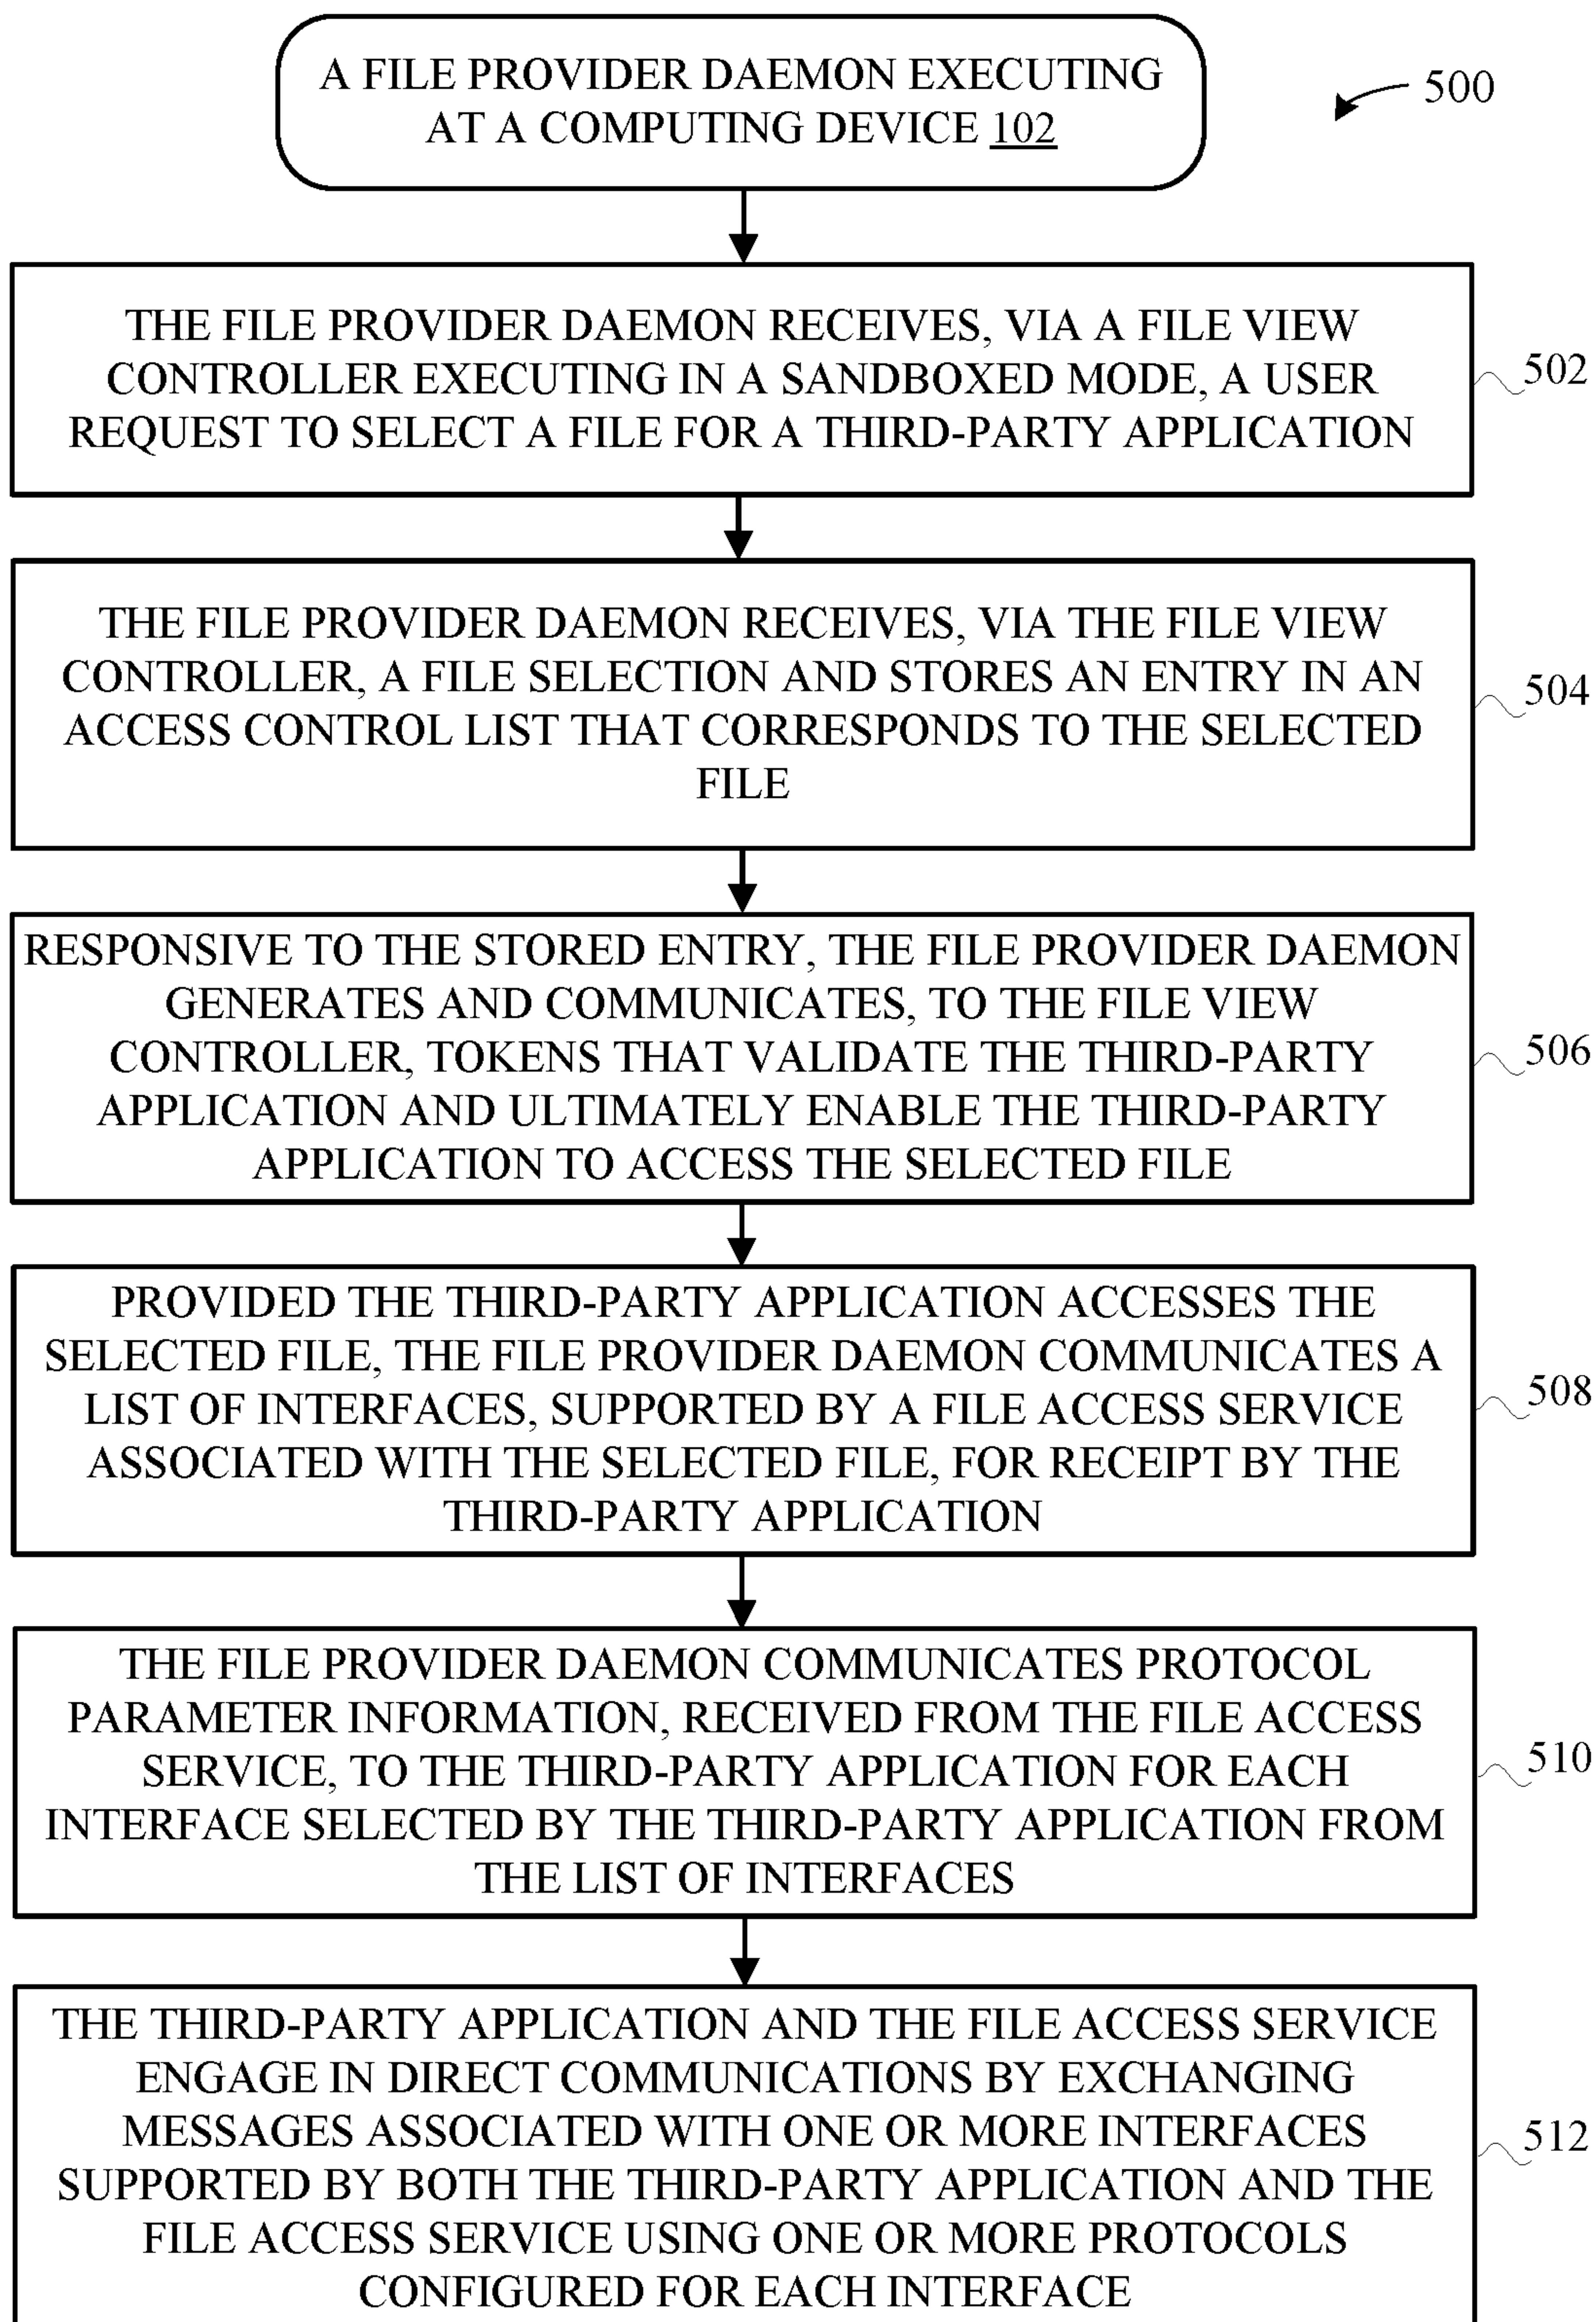 A FILE PROVIDER DAEMON EXECUTING
AT A COMPUTING DEVICE 102
500
THE FILE PROVIDER DAEMON RECEIVES, VIA A FILE VIEW
CONTROLLER EXECUTING IN A SANDBOXED MODE, A USER
REQUEST TO SELECT A FILE FOR A THIRD-PARTY APPLICATION
502
THE FILE PROVIDER DAEMON RECEIVES, VIA THE FILE VIEW
CONTROLLER, A FILE SELECTION AND STORES AN ENTRY IN AN
ACCESS CONTROL LIST THAT CORRESPONDS TO THE SELECTED
FILE
504
RESPONSIVE TO THE STORED ENTRY, THE FILE PROVIDER DAEMON
GENERATES AND COMMUNICATES, TO THE FILE VIEW
CONTROLLER, TOKENS THAT VALIDATE THE THIRD-PARTY
APPLICATION AND ULTIMATELY ENABLE THE THIRD-PARTY
APPLICATION TO ACCESS THE SELECTED FILE
506
PROVIDED THE THIRD-PARTY APPLICATION ACCESSES THE
SELECTED FILE, THE FILE PROVIDER DAEMON COMMUNICATES A
LIST OF INTERFACES, SUPPORTED BY A FILE ACCESS SERVICE
ASSOCIATED WITH THE SELECTED FILE, FOR RECEIPT BY THE
THIRD-PARTY APPLICATION
508
THE FILE PROVIDER DAEMON COMMUNICATES PROTOCOL
PARAMETER INFORMATION, RECEIVED FROM THE FILE ACCESS
SERVICE, TO THE THIRD-PARTY APPLICATION FOR EACH
INTERFACE SELECTED BY THE THIRD-PARTY APPLICATION FROM
THE LIST OF INTERFACES
510
THE THIRD-PARTY APPLICATION AND THE FILE ACCESS SERVICE
ENGAGE IN DIRECT COMMUNICATIONS BY EXCHANGING
MESSAGES ASSOCIATED WITH ONE OR MORE INTERFACES
SUPPORTED BY BOTH THE THIRD-PARTY APPLICATION AND THE
FILE ACCESS SERVICE USING ONE OR MORE PROTOCOLS
CONFIGURED FOR EACH INTERFACE
512